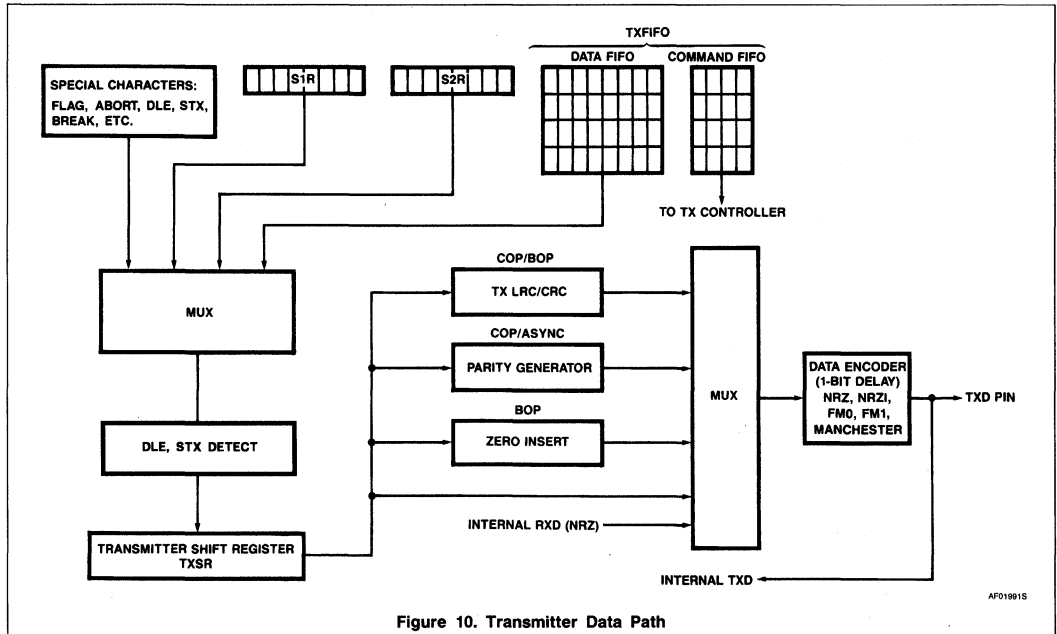 TXFIFO
DATA FIFO COMMAND FIFO
SPECIAL CHARACTERS:
FLAG, ABORT, DLE, STX,
BREAK, ETC.
S1R
S2R
TO TX CONTROLLER
MUX
DLE, STX DETECT
TRANSMITTER SHIFT REGISTER
TXSR
COP/BOP
TX LRC/CRC
COP/ASYNC
PARITY GENERATOR
BOP
ZERO INSERT
INTERNAL RXD (NRZ)
MUX
DATA ENCODER
(1-BIT DELAY)
NRZ, NRZI,
FM0, FM1,
MANCHESTER
TXD PIN
INTERNAL TXD
AF01991S
Figure 10. Transmitter Data Path